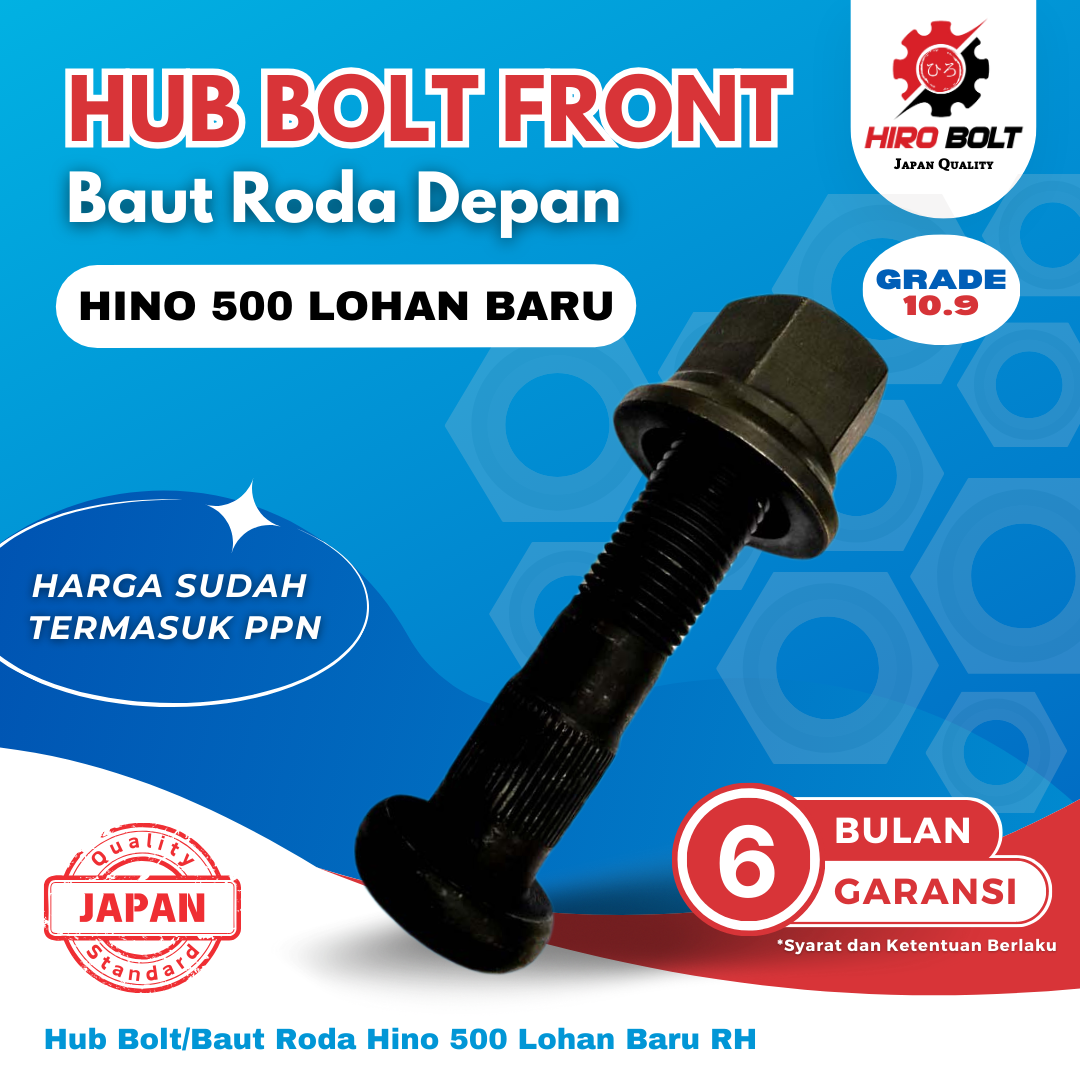 HUB BOLT FRONT
Baut Roda Depan
HINO 500 LOHAN BARU
ひろ
HIRO BOLT
JAPAN QUALITY
GRADE
10.9
HARGA SUDAH
TERMASUK PPN
Quality
JAPAN
Standard
6
BULAN
GARANSI
*Syarat dan Ketentuan Berlaku
Hub Bolt/Baut Roda Hino 500 Lohan Baru RH